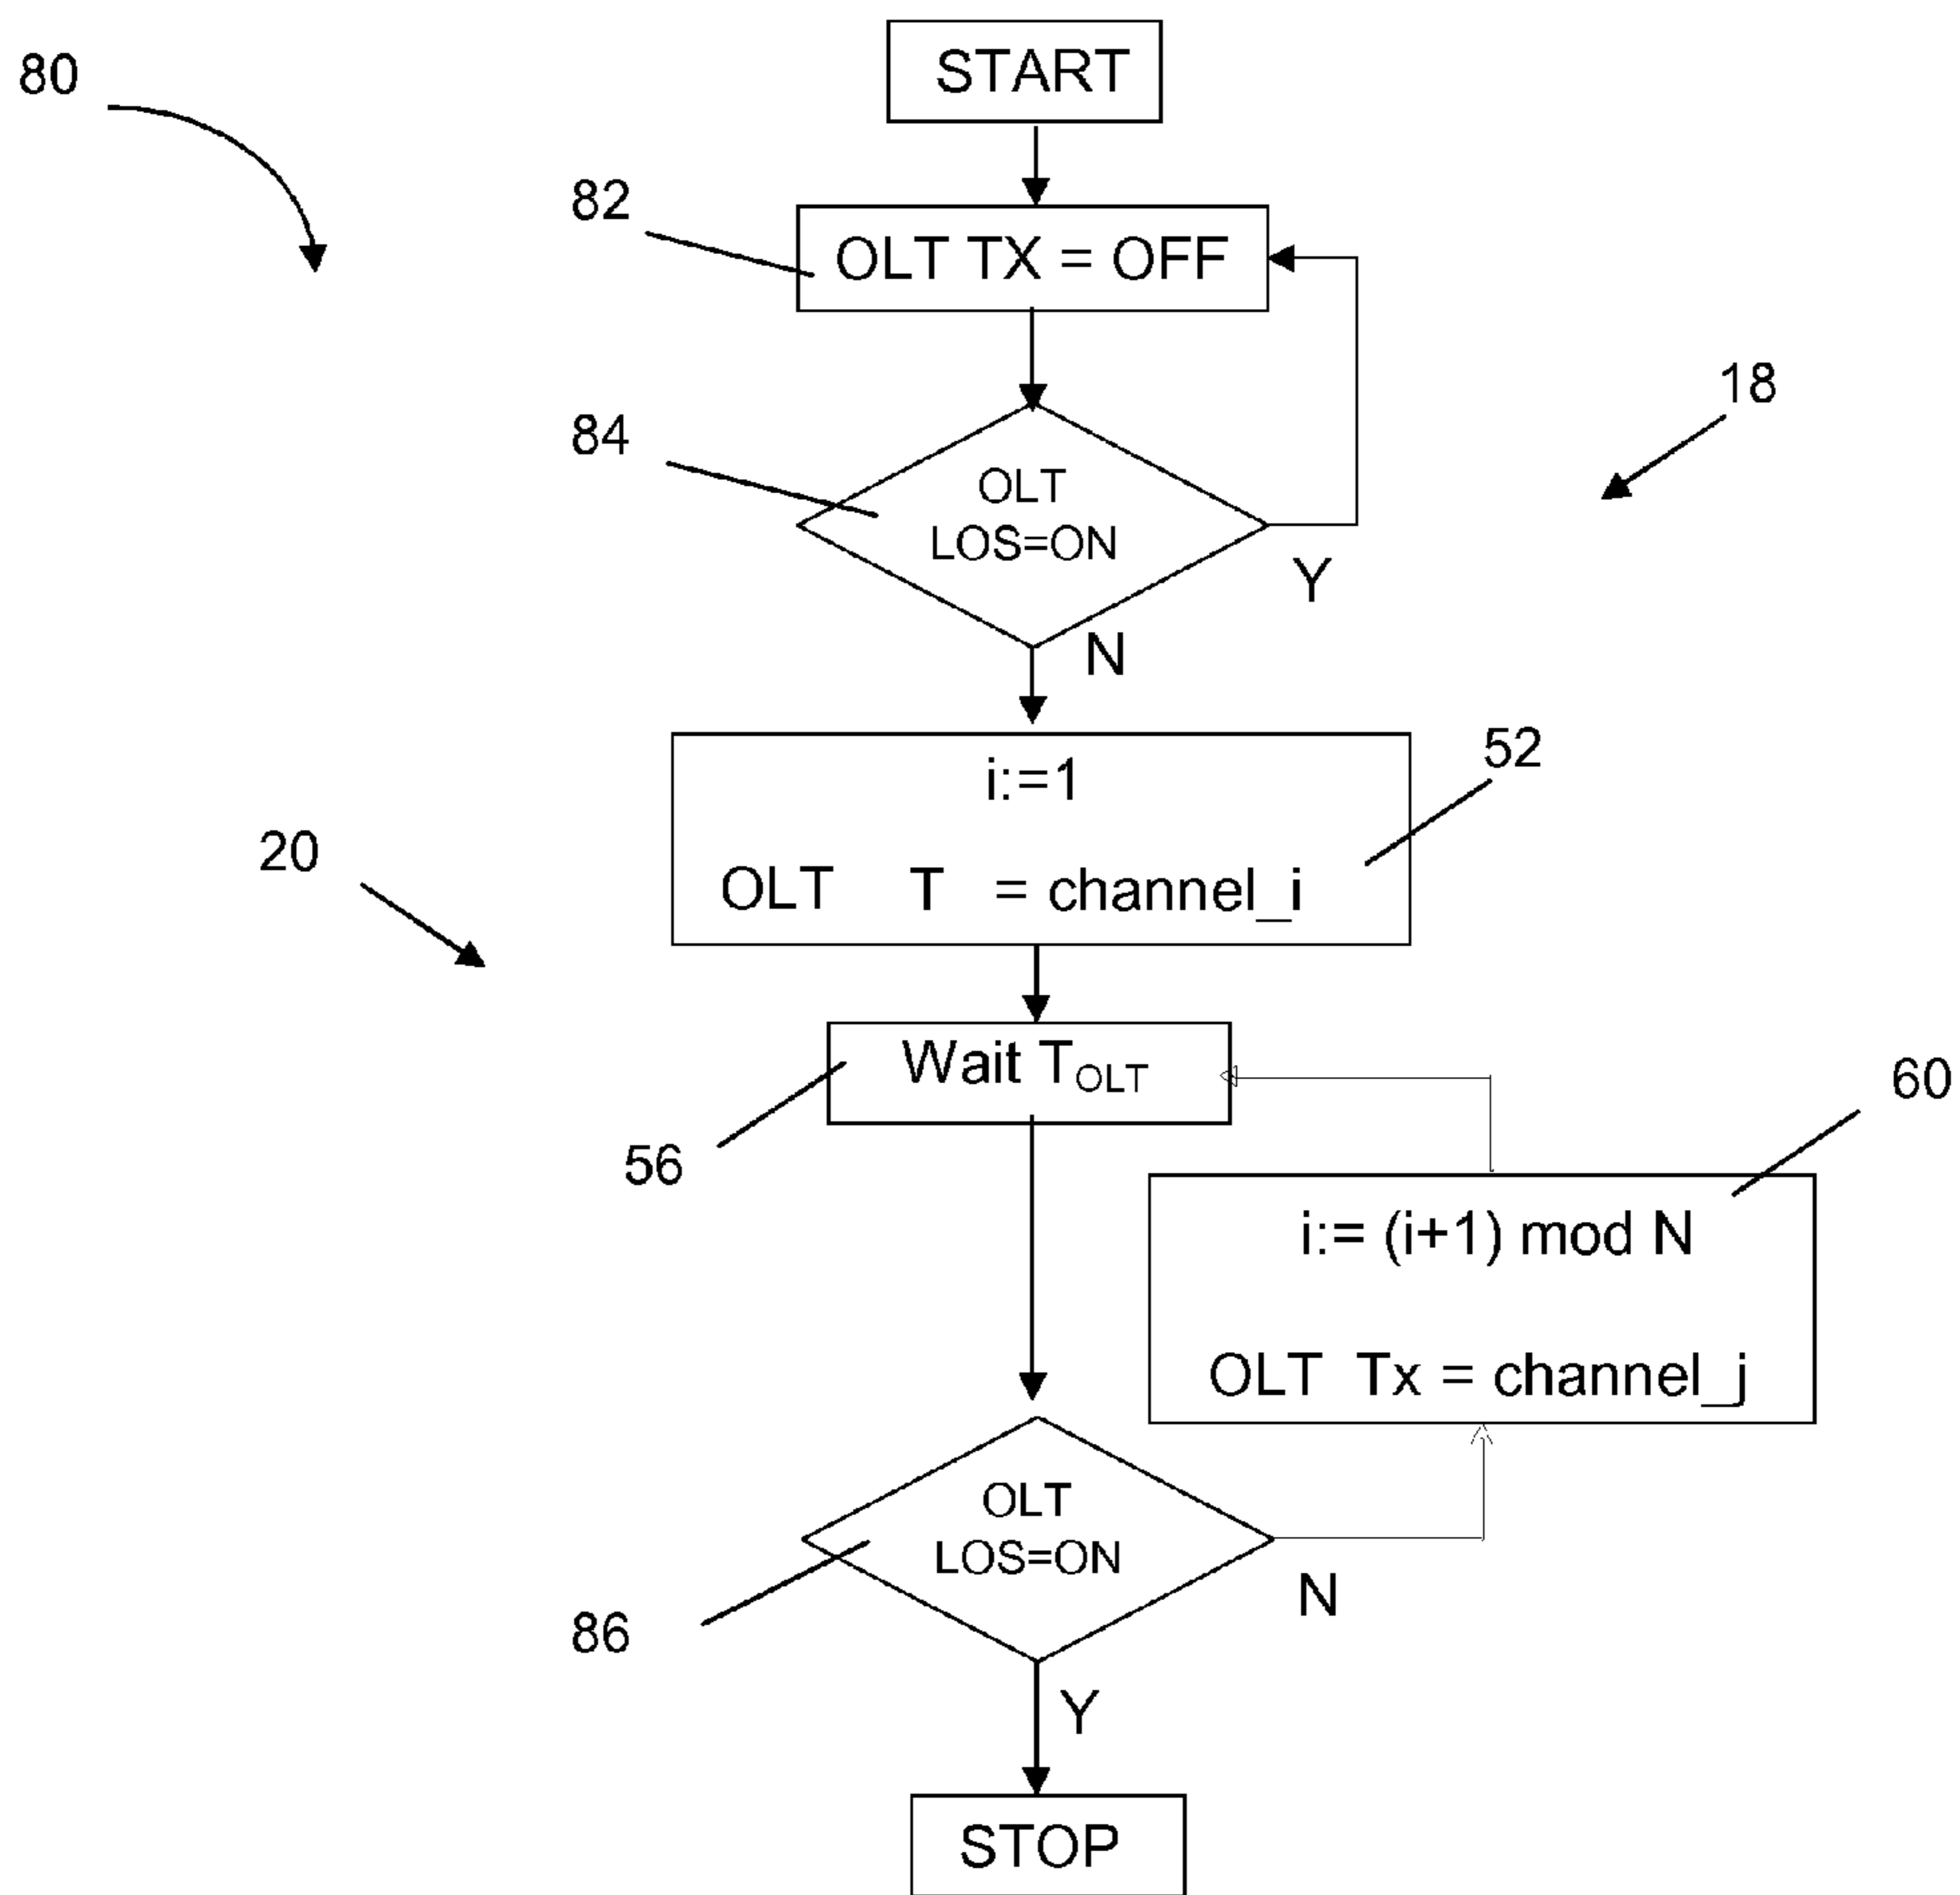 START
80
82
OLT TX = OFF
18
84
OLT
LOS=ON
Y
N
i:=1
52
OLT T = channel_i
20
Wait T_OLT
60
56
i:= (i+1) mod N
OLT Tx = channel_j
OLT
LOS=ON
N
86
Y
STOP